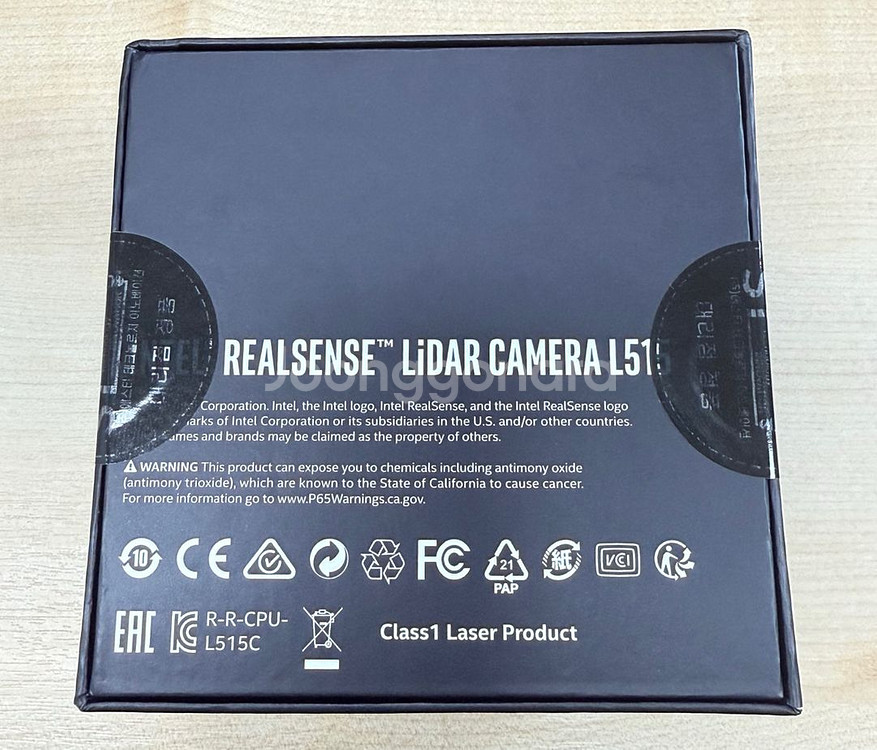 REALSENSE™ LiDAR CAMERA L51
Joonggonara
Corporation. Intel, the Intel logo, Intel RealSense, and the Intel RealSense logo
arks of Intel Corporation or its subsidiaries in the U.S. and/or other countries.
ames and brands may be claimed as the property of others.
WARNING This product can expose you to chemicals including antimony oxide
(antimony trioxide), which are known to the State of California to cause cancer.
For more information go to www.P65Warnings.ca.gov.
10 CE FC 21 紙 VCCI
PAP
EAC KC R-R-CPU-
L515C
Class1 Laser Product